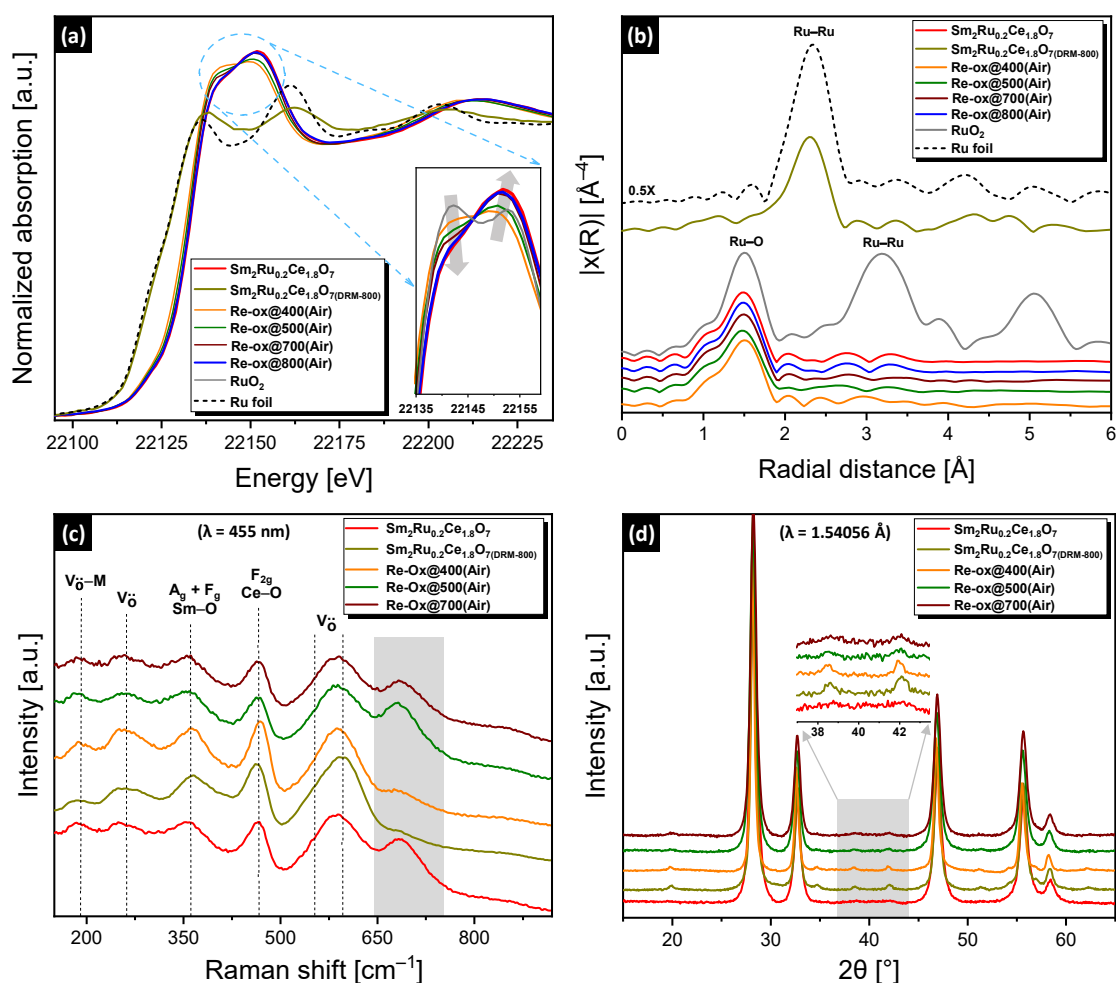 (a)
Normalized absorption [a.u.]
Sm₂Ru₀.₂Ce₁.₈O₇
Sm₂Ru₀.₂Ce₁.₈O₇(DRM-800)
Re-ox@400(Air)
Re-ox@500(Air)
Re-ox@700(Air)
Re-ox@800(Air)
RuO₂
Ru foil
22135 22145 22155
22100 22125 22150 22175 22200 22225
Energy [eV]
(b)
|x(R)| [Å⁻⁴]
Ru–Ru
Sm₂Ru₀.₂Ce₁.₈O₇
Sm₂Ru₀.₂Ce₁.₈O₇(DRM-800)
Re-ox@400(Air)
Re-ox@500(Air)
Re-ox@700(Air)
Re-ox@800(Air)
RuO₂
Ru foil
0.5X
Ru–O Ru–Ru
0 1 2 3 4 5 6
Radial distance [Å]
(c)
Intensity [a.u.]
(λ = 455 nm)
Sm₂Ru₀.₂Ce₁.₈O₇
Sm₂Ru₀.₂Ce₁.₈O₇(DRM-800)
Re-Ox@400(Air)
Re-Ox@500(Air)
Re-Ox@700(Air)
Vö–M
Vö
A_g + F_g
Sm–O
F₂g
Ce–O
Vö
200 350 500 650 800
Raman shift [cm⁻¹]
(d)
Intensity [a.u.]
(λ = 1.54056 Å)
Sm₂Ru₀.₂Ce₁.₈O₇
Sm₂Ru₀.₂Ce₁.₈O₇(DRM-800)
Re-ox@400(Air)
Re-ox@500(Air)
Re-ox@700(Air)
38 40 42
20 30 40 50 60
2θ [°]